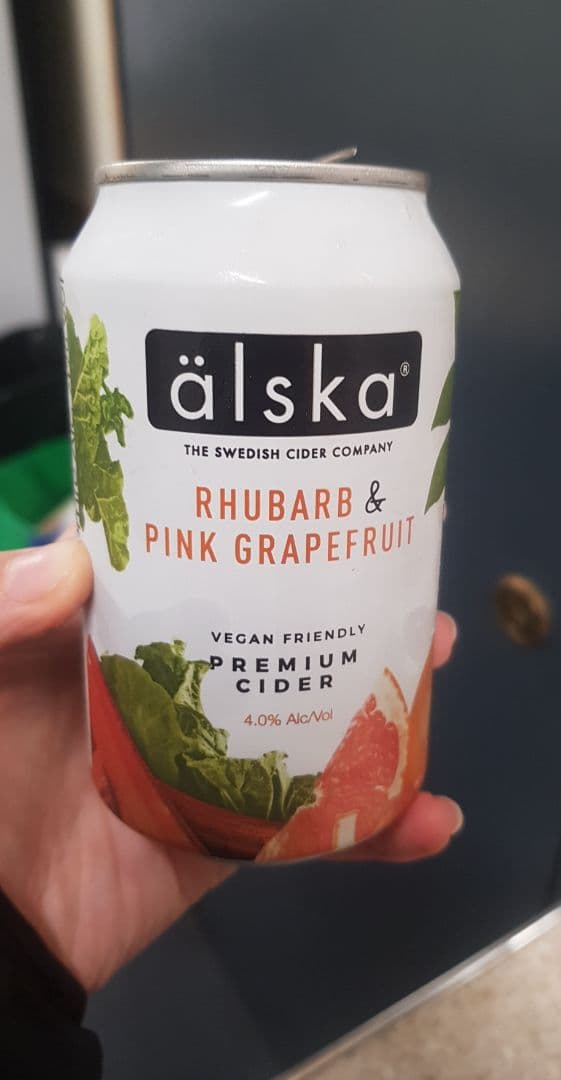 älska®
THE SWEDISH CIDER COMPANY
RHUBARB &
PINK GRAPEFRUIT
VEGAN FRIENDLY
PREMIUM
CIDER
4.0% Alc/Vol